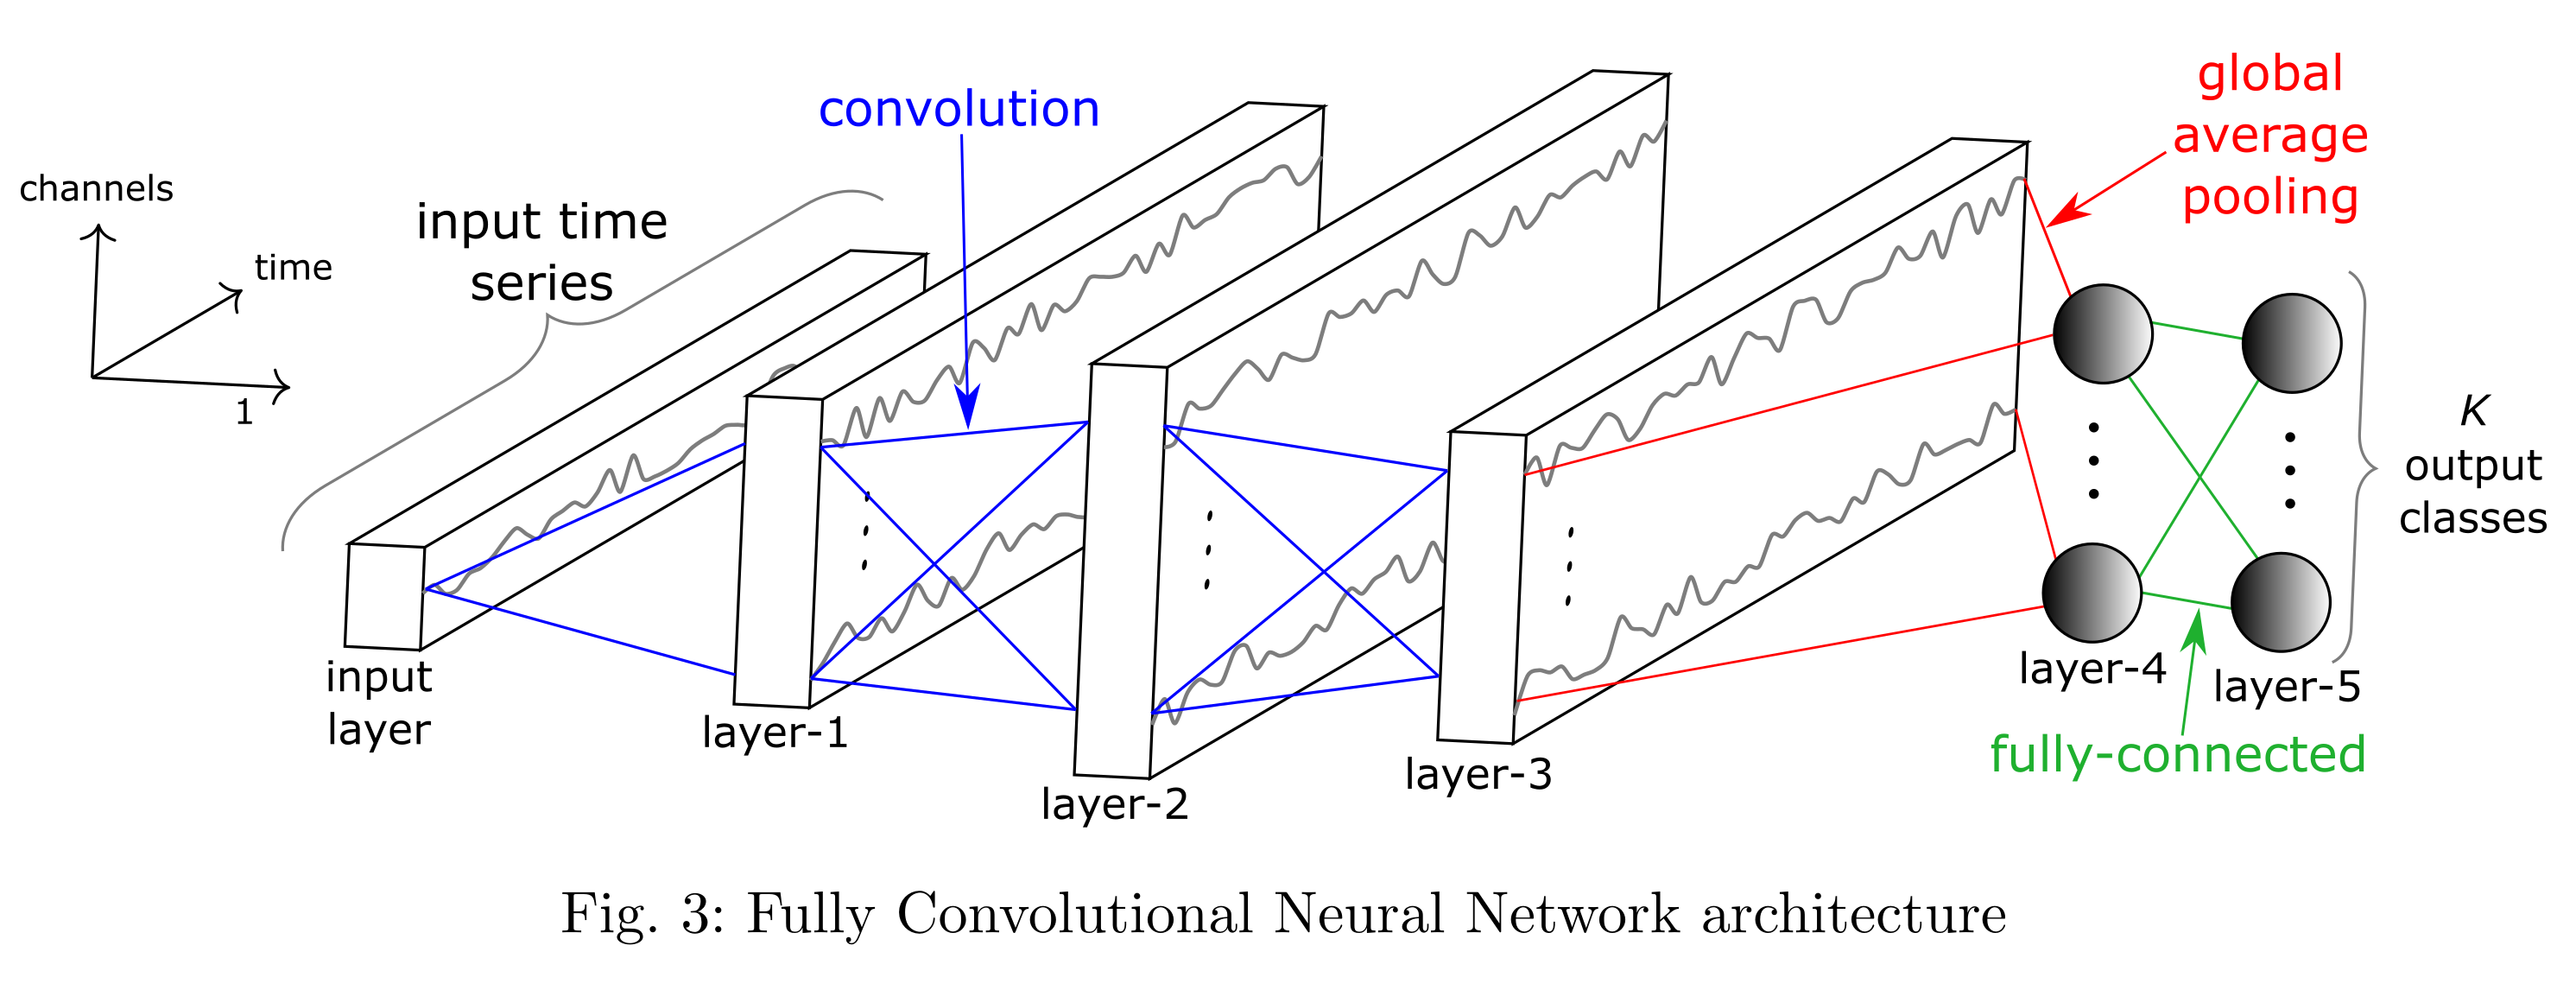 channels
time
1
input time
series
convolution
global
average
pooling
K
output
classes
input
layer
layer-1
layer-2
layer-3
layer-4
layer-5
fully-connected
Fig. 3: Fully Convolutional Neural Network architecture